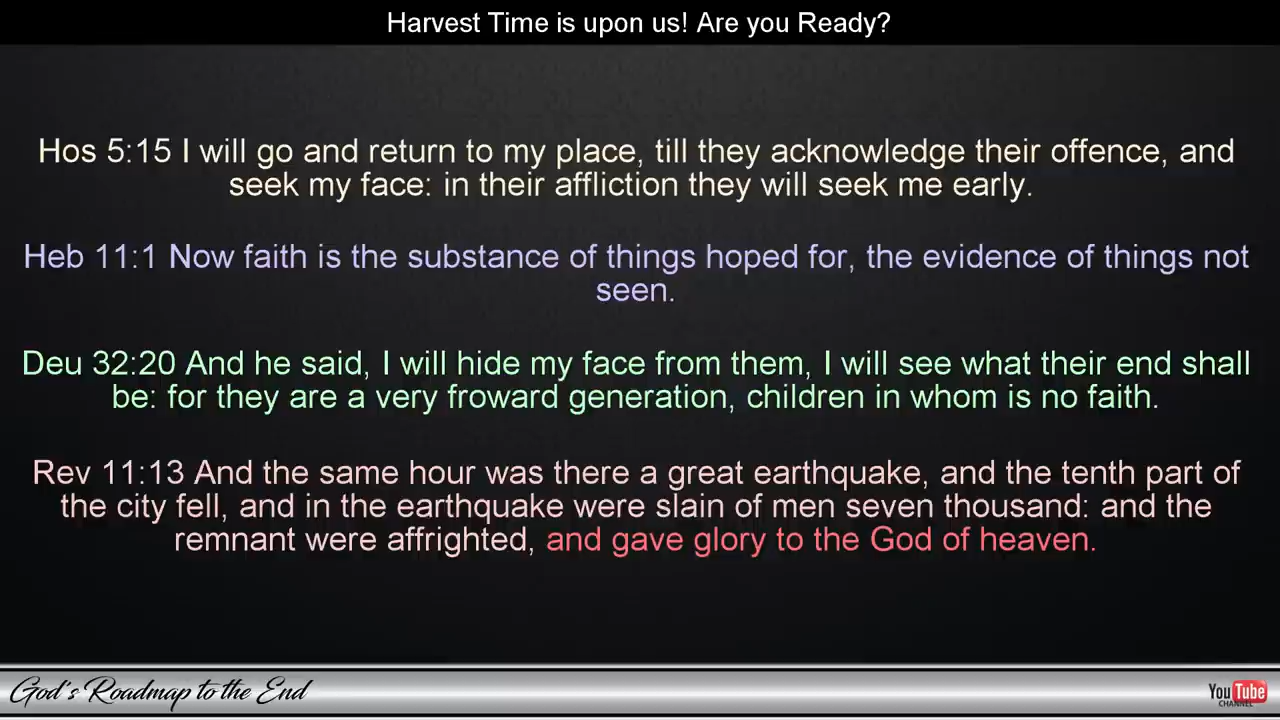 Harvest Time is upon us! Are you Ready?
Hos 5:15 I will go and return to my place, till they acknowledge their offence, and
seek my face: in their affliction they will seek me early.
Heb 11:1 Now faith is the substance of things hoped for, the evidence of things not
seen.
Deu 32:20 And he said, I will hide my face from them, I will see what their end shall
be: for they are a very froward generation, children in whom is no faith.
Rev 11:13 And the same hour was there a great earthquake, and the tenth part of
the city fell, and in the earthquake were slain of men seven thousand: and the
remnant were affrighted, and gave glory to the God of heaven.
God's Roadmap to the End
YouTube
CHANNEL